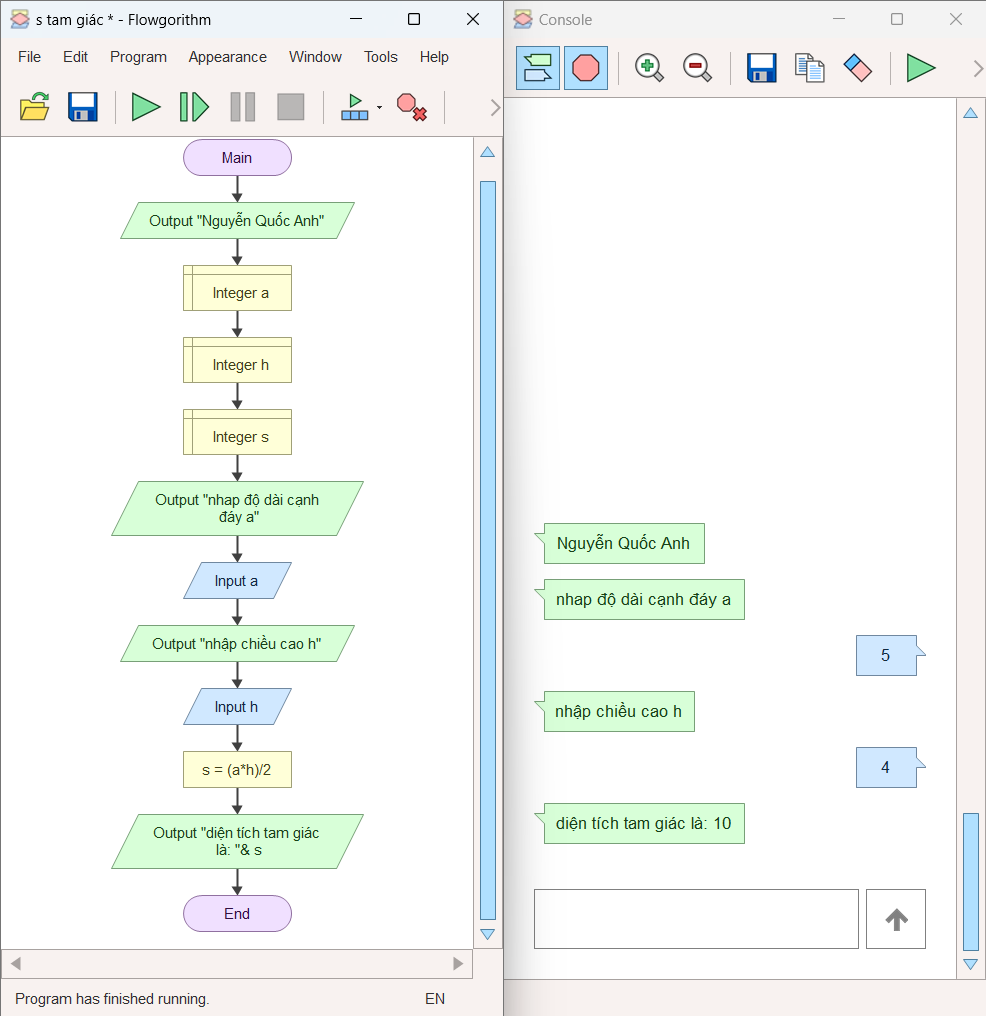 s tam giác * - Flowgorithm
File Edit Program Appearance Window Tools Help
Main
Output "Nguyễn Quốc Anh"
Integer a
Integer h
Integer s
Output "nhap độ dài cạnh
đáy a"
Input a
Output "nhập chiều cao h"
Input h
s = (a*h)/2
Output "diện tích tam giác
là: "& s
End
Program has finished running.
EN
Console
Nguyễn Quốc Anh
nhap độ dài cạnh đáy a
5
nhập chiều cao h
4
diện tích tam giác là: 10